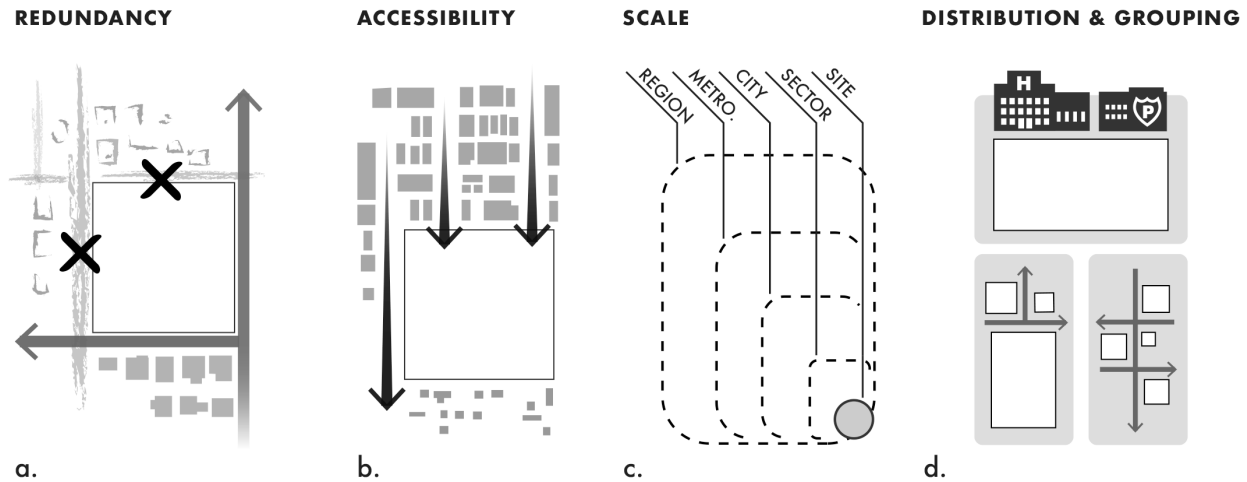 REDUNDANCY
ACCESSIBILITY
SCALE
DISTRIBUTION & GROUPING
REGION
METRO.
CITY
SECTOR
SITE
H
P
a.
b.
c.
d.